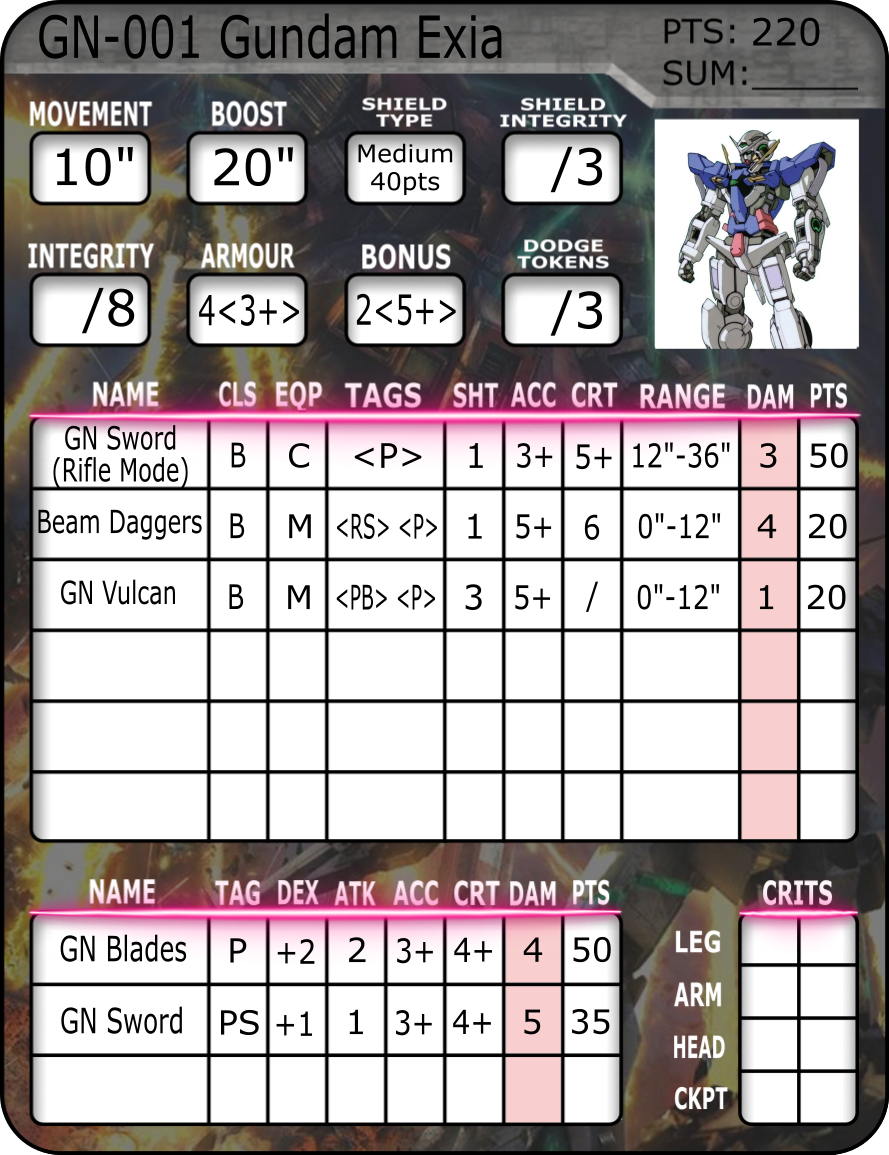 GN-001 Gundam Exia
PTS: 220
SUM:______
MOVEMENT BOOST SHIELD TYPE SHIELD INTEGRITY
10" 20" Medium 40pts /3
INTEGRITY ARMOUR BONUS DODGE TOKENS
/8 4<3+> 2<5+> /3
NAME CLS EQP TAGS SHT ACC CRT RANGE DAM PTS
GN Sword (Rifle Mode) B C <P> 1 3+ 5+ 12"-36" 3 50
Beam Daggers B M <RS> <P> 1 5+ 6 0"-12" 4 20
GN Vulcan B M <PB> <P> 3 5+ / 0"-12" 1 20
NAME TAG DEX ATK ACC CRT DAM PTS
GN Blades P +2 2 3+ 4+ 4 50
GN Sword PS +1 1 3+ 4+ 5 35
CRITS
LEG
ARM
HEAD
CKPT